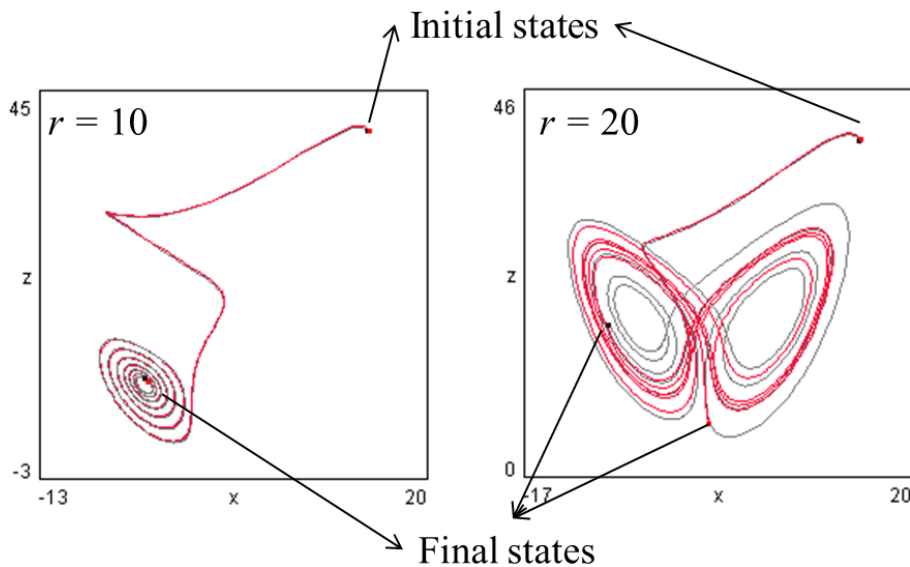 Initial states
45
r = 10
z
-3
-13
x
20
46
r = 20
z
0
-17
x
20
Final states